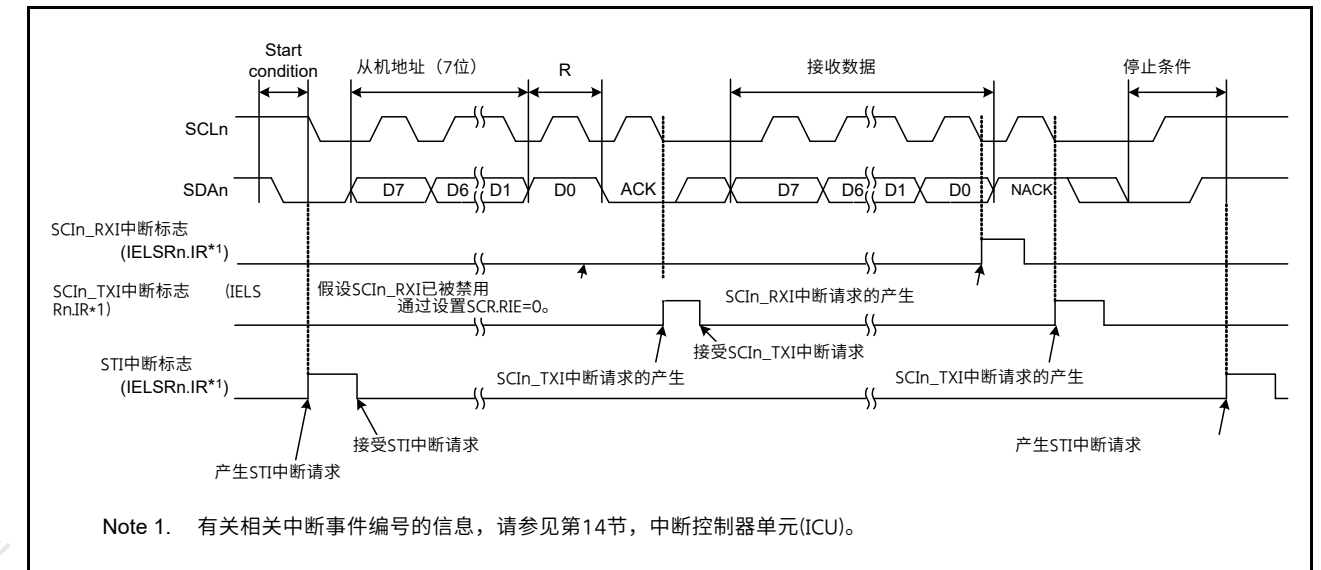 Start
condition
从机地址（7位）
R
接收数据
停止条件
SCLn
SDAn
D7
D6
D1
D0
ACK
D7
D6
D1
D0
NACK
SCIn_RXI中断标志
(IELSRn.IR*1)
假设SCIn_RXI已被禁用
通过设置SCR.RIE=0。
SCIn_RXI中断请求的产生
SCIn_TXI中断标志 (IELS
Rn.IR*1)
接受SCIn_TXI中断请求
SCIn_TXI中断请求的产生
SCIn_TXI中断请求的产生
STI中断标志
(IELSRn.IR*1)
接受STI中断请求
产生STI中断请求
产生STI中断请求
Note 1. 有关相关中断事件编号的信息，请参见第14节，中断控制器单元(ICU)。